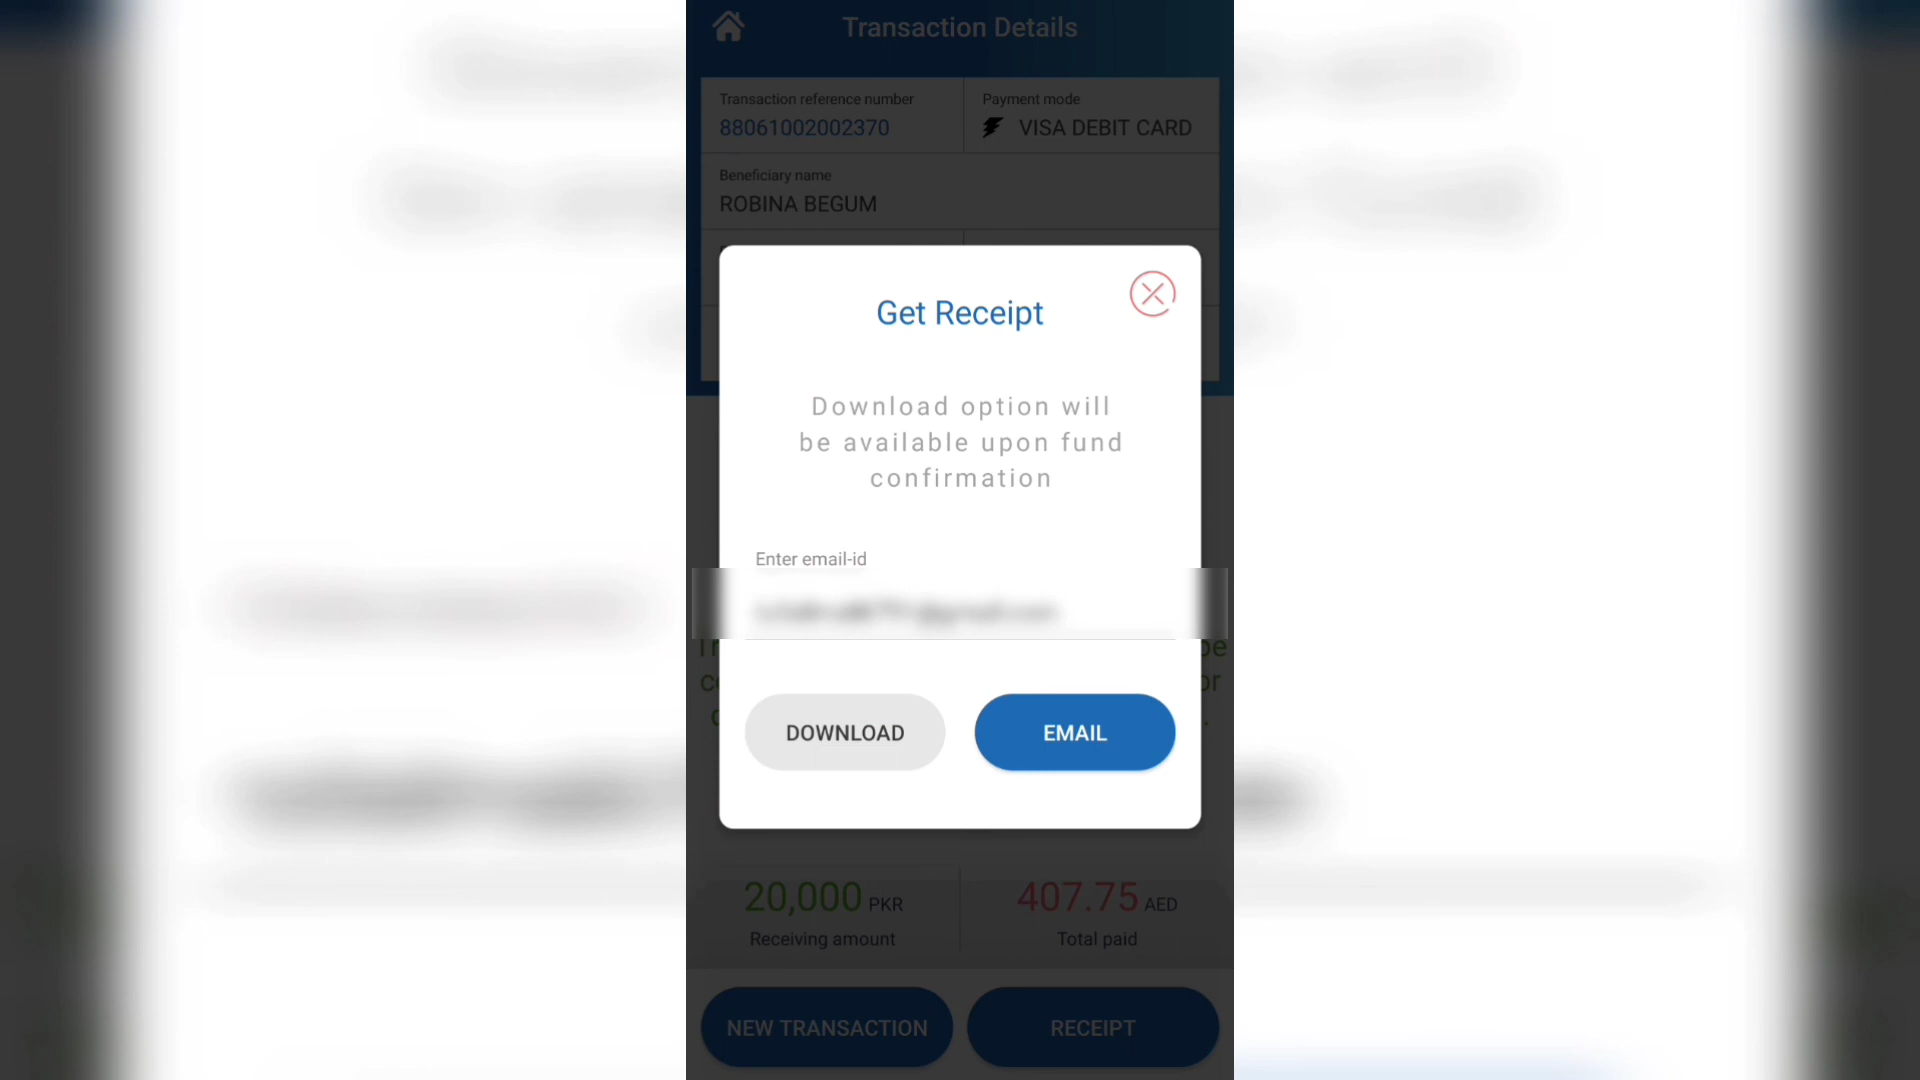 Transaction Details
Transaction reference number
88061002002370
Payment mode
VISA DEBIT CARD
Beneficiary name
ROBINA BEGUM
Get Receipt
Download option will
be available upon fund
confirmation
Enter email-id
be
or
DOWNLOAD
EMAIL
20,000 PKR
Receiving amount
407.75 AED
Total paid
NEW TRANSACTION
RECEIPT